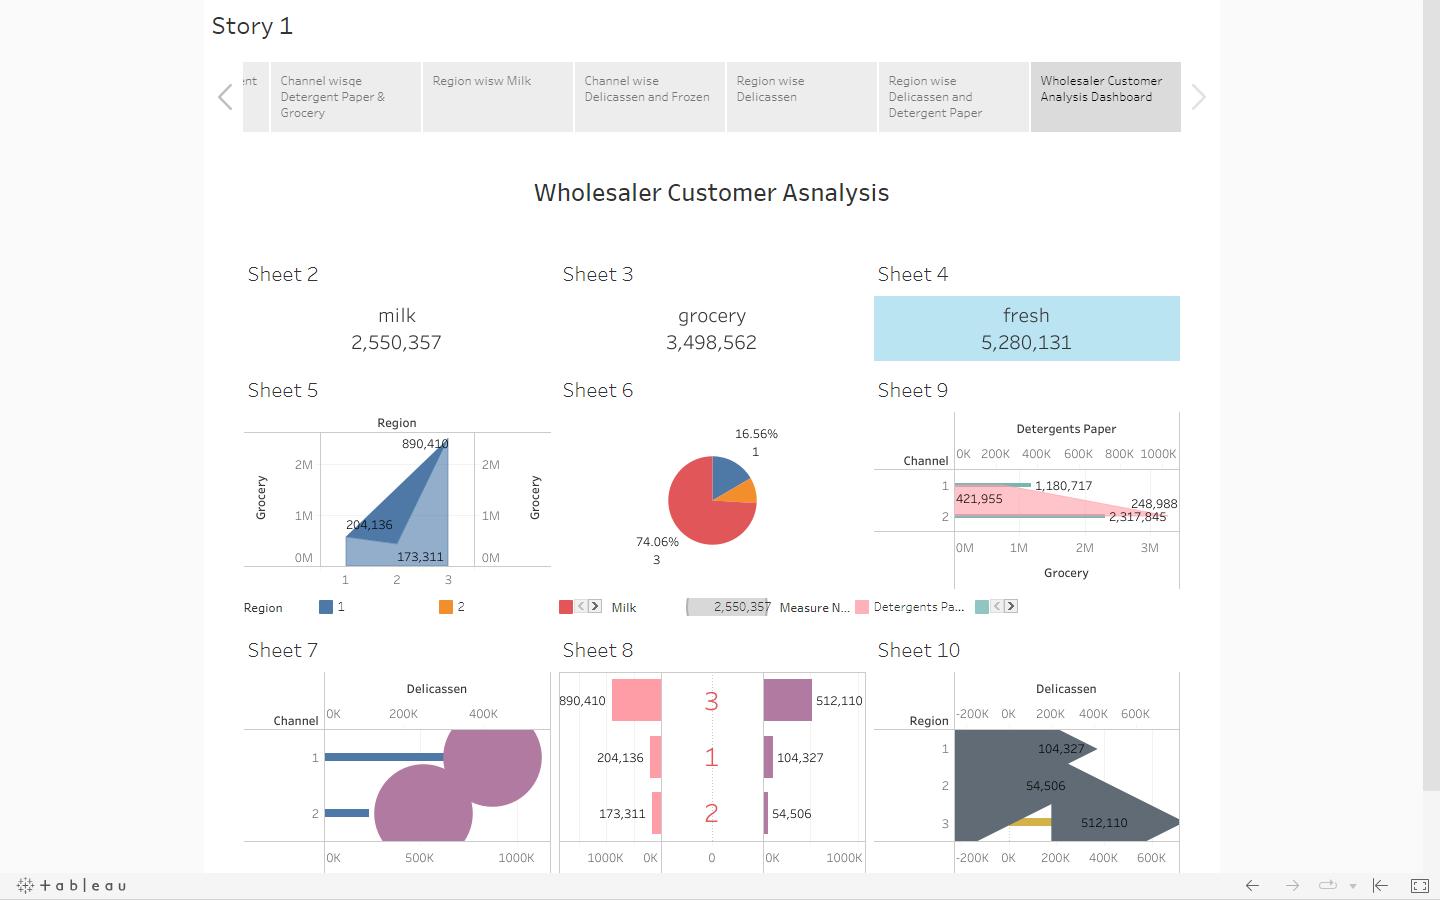 Story 1
ent
Channel wisqe
Detergent Paper &
Grocery
Region wisw Milk
Channel wise
Delicassen and Frozen
Region wise
Delicassen
Region wise
Delicassen and
Detergent Paper
Wholesaler Customer
Analysis Dashboard
Wholesaler Customer Asnalysis
Sheet 2
milk
2,550,357
Sheet 3
grocery
3,498,562
Sheet 4
fresh
5,280,131
Sheet 5
Region
890,410
2M 2M
Grocery
Grocery
204,136
1M 1M
173,311
0M 0M
1 2 3
Sheet 6
16.56%
1
74.06%
3
Sheet 9
Detergents Paper
0K 200K 400K 600K 800K 1000K
Channel
1 1,180,717
421,955 248,988
2 2,317,845
0M 1M 2M 3M
Grocery
Region 1 2 Milk 2,550,357 Measure N... Detergents Pa...
Sheet 7
Delicassen
0K 200K 400K
Channel
1
2
0K 500K 1000K
Sheet 8
890,410 3 512,110
204,136 1 104,327
173,311 2 54,506
1000K 0K 0 0K 1000K
Sheet 10
Delicassen
-200K 0K 200K 400K 600K
Region
1 104,327
2 54,506
3 512,110
-200K 0K 200K 400K 600K
+ a b l e a u